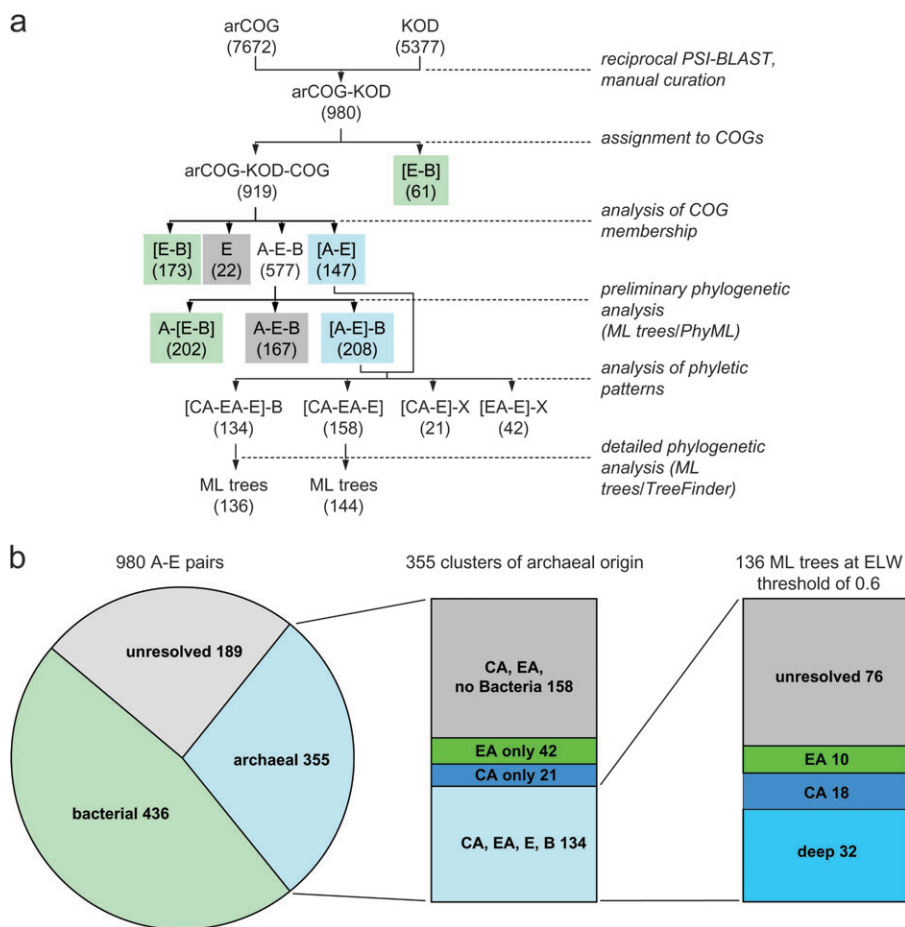 a
arCOG
(7672)
KOD
(5377)
reciprocal PSI-BLAST,
manual curation
arCOG-KOD
(980)
assignment to COGs
arCOG-KOD-COG
(919)
[E-B]
(61)
analysis of COG
membership
[E-B]
(173)
E
(22)
A-E-B
(577)
[A-E]
(147)
preliminary phylogenetic
analysis
(ML trees/PhyML)
A-[E-B]
(202)
A-E-B
(167)
[A-E]-B
(208)
analysis of phyletic
patterns
[CA-EA-E]-B
(134)
[CA-EA-E]
(158)
[CA-E]-X
(21)
[EA-E]-X
(42)
detailed phylogenetic
analysis (ML
trees/TreeFinder)
ML trees
(136)
ML trees
(144)
b
980 A-E pairs
355 clusters of archaeal origin
136 ML trees at ELW
threshold of 0.6
unresolved 189
archaeal 355
bacterial 436
CA, EA,
no Bacteria 158
EA only 42
CA only 21
CA, EA, E, B 134
unresolved 76
EA 10
CA 18
deep 32